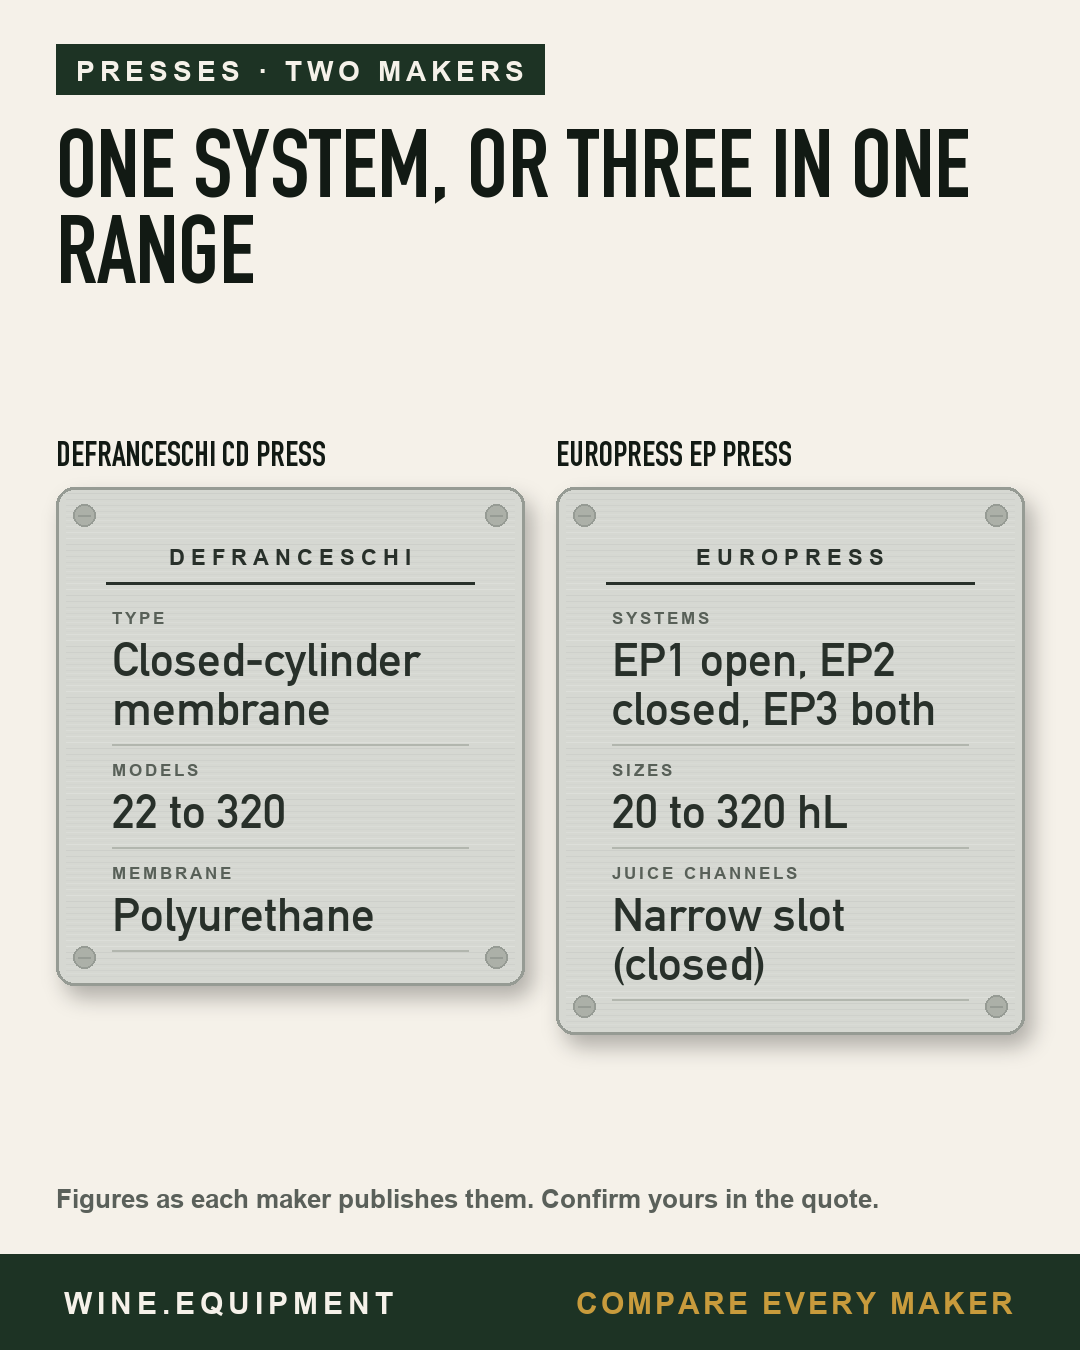 PRESSES · TWO MAKERS
ONE SYSTEM, OR THREE IN ONE
RANGE
DEFRANCESCHI CD PRESS
DEFRANCESCHI
TYPE
Closed-cylinder
membrane
MODELS
22 to 320
MEMBRANE
Polyurethane
EUROPRESS EP PRESS
EUROPRESS
SYSTEMS
EP1 open, EP2
closed, EP3 both
SIZES
20 to 320 hL
JUICE CHANNELS
Narrow slot
(closed)
Figures as each maker publishes them. Confirm yours in the quote.
WINE.EQUIPMENT
COMPARE EVERY MAKER